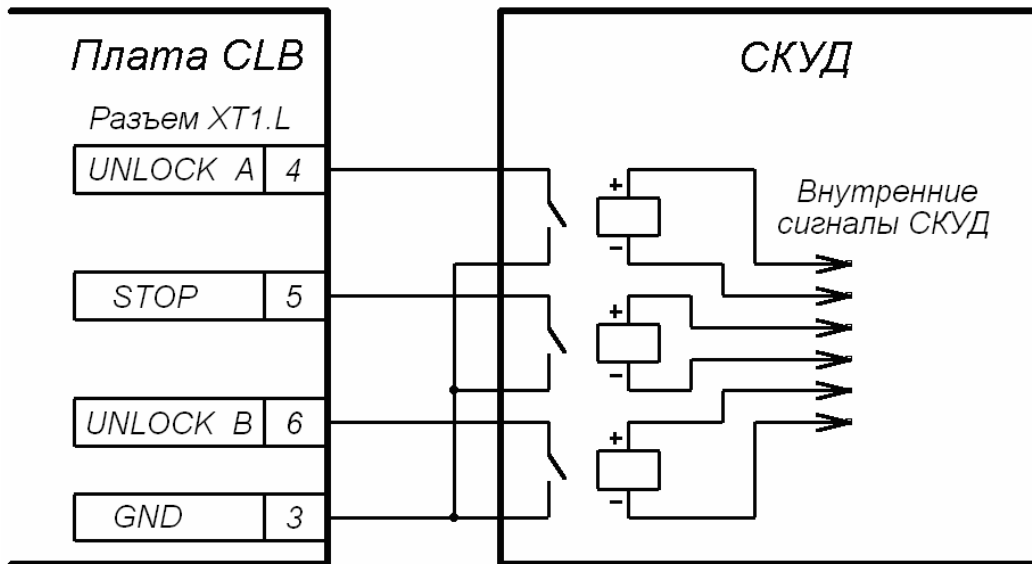 Плата CLB
СКУД
Разъем XT1.L
UNLOCK A 4
STOP 5
UNLOCK B 6
GND 3
+
–
+
–
+
–
Внутренние
сигналы СКУД